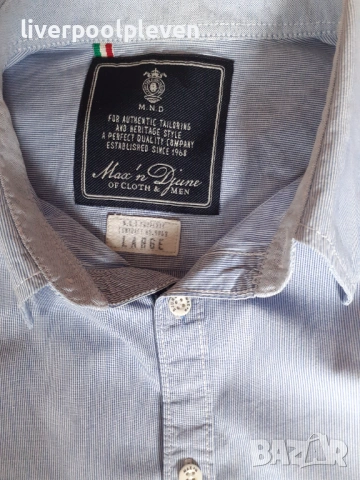 liverpoolpleven
M.N.D
FOR AUTHENTIC TAILORING
AND HERITAGE STYLE
A PERFECT QUALITY COMPANY
ESTABLISHED SINCE 1968
Max 'n Djune
OF CLOTH & MEN
LARGE
BAZAR